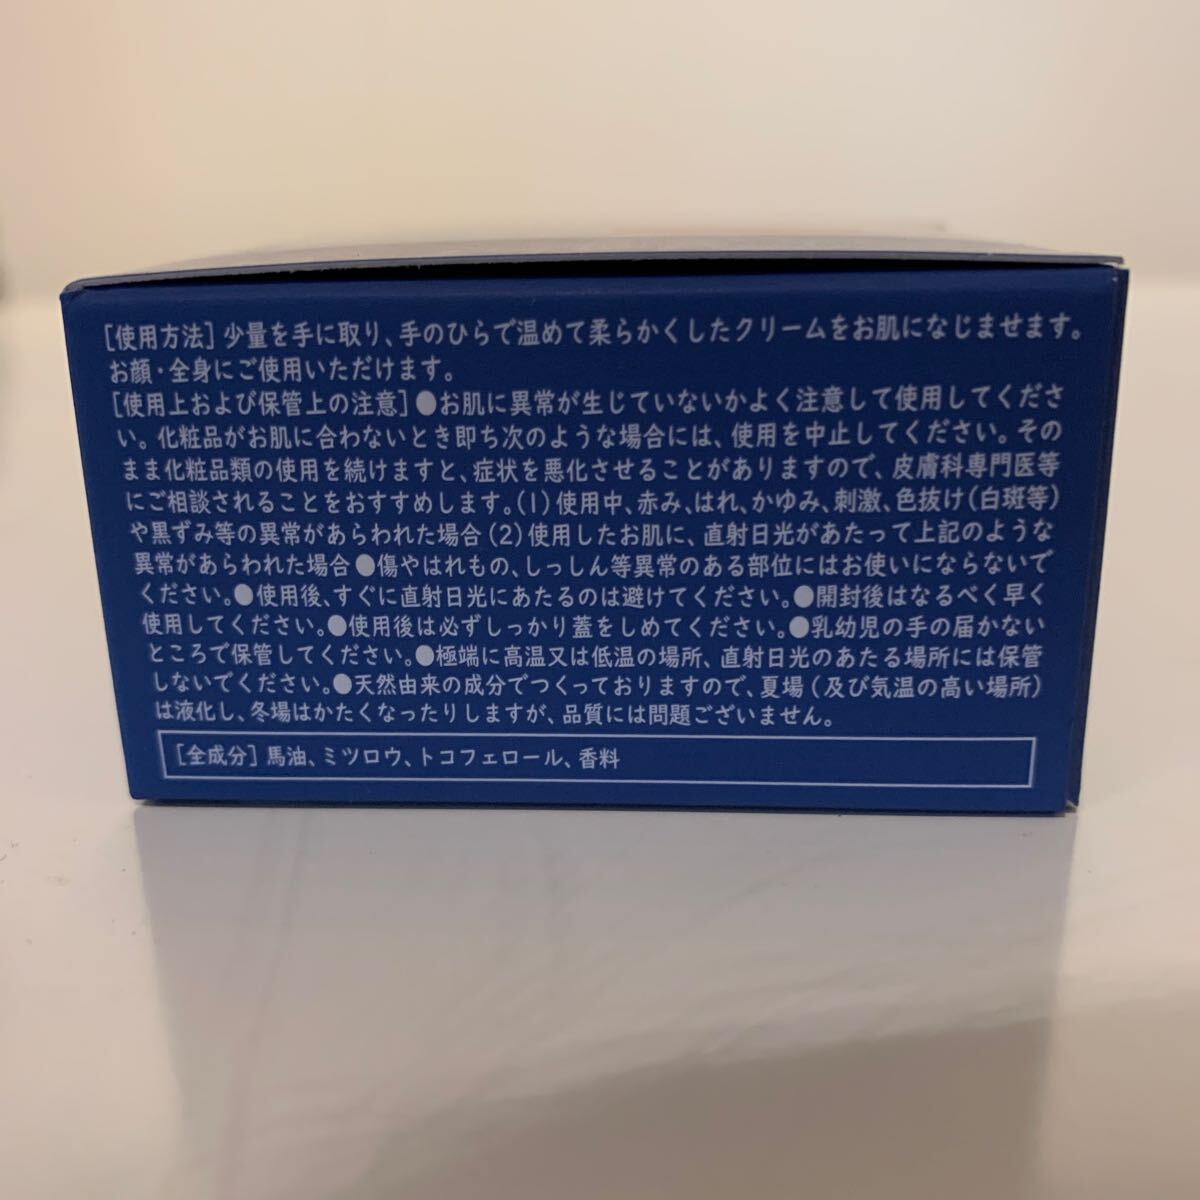 [使用方法] 少量を手に取り、手のひらで温めて柔らかくしたクリームをお肌になじませます。
お顔・全身にご使用いただけます。
[使用上および保管上の注意] ●お肌に異常が生じていないかよく注意して使用してくださ
い。化粧品がお肌に合わないとき即ち次のような場合には、使用を中止してください。その
まま化粧品類の使用を続けますと、症状を悪化させることがありますので、皮膚科専門医等
にご相談されることをおすすめします。(1)使用中、赤み、はれ、かゆみ、刺激、色抜け(白斑等)
や黒ずみ等の異常があらわれた場合(2)使用したお肌に、直射日光があたって上記のような
異常があらわれた場合 ●傷やはれもの、しっしん等異常のある部位にはお使いにならないで
ください。●使用後、すぐに直射日光にあたるのは避けてください。●開封後はなるべく早く
使用してください。●使用後は必ずしっかり蓋をしめてください。●乳幼児の手の届かない
ところで保管してください。●極端に高温又は低温の場所、直射日光のあたる場所には保管
しないでください。●天然由来の成分でつくっておりますので、夏場(及び気温の高い場所)
は液化し、冬場はかたくなったりしますが、品質には問題ございません。
[全成分] 馬油、ミツロウ、トコフェロール、香料